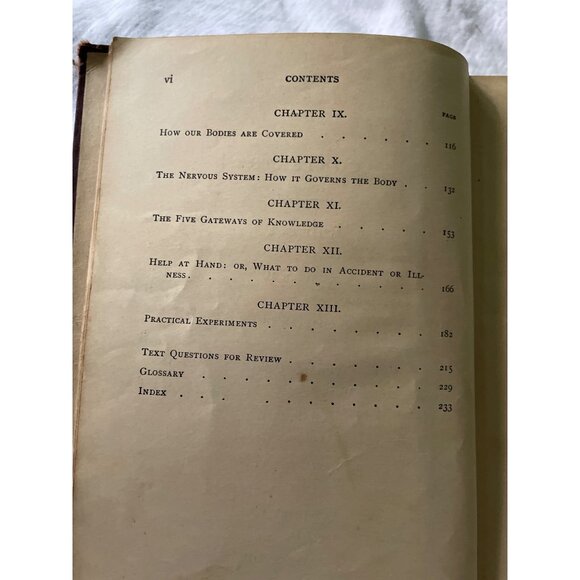 vi CONTENTS
CHAPTER IX. PAGE
How our Bodies are Covered . . . . . . 116
CHAPTER X.
The Nervous System: How it Governs the Body . . 132
CHAPTER XI.
The Five Gateways of Knowledge . . . . . 153
CHAPTER XII.
Help at Hand: or, What to do in Accident or Ill-
ness . . . . . . . . . 166
CHAPTER XIII.
Practical Experiments . . . . . . . 182
Text Questions for Review . . . . . . 215
Glossary . . . . . . . . . 229
Index . . . . . . . . . 233